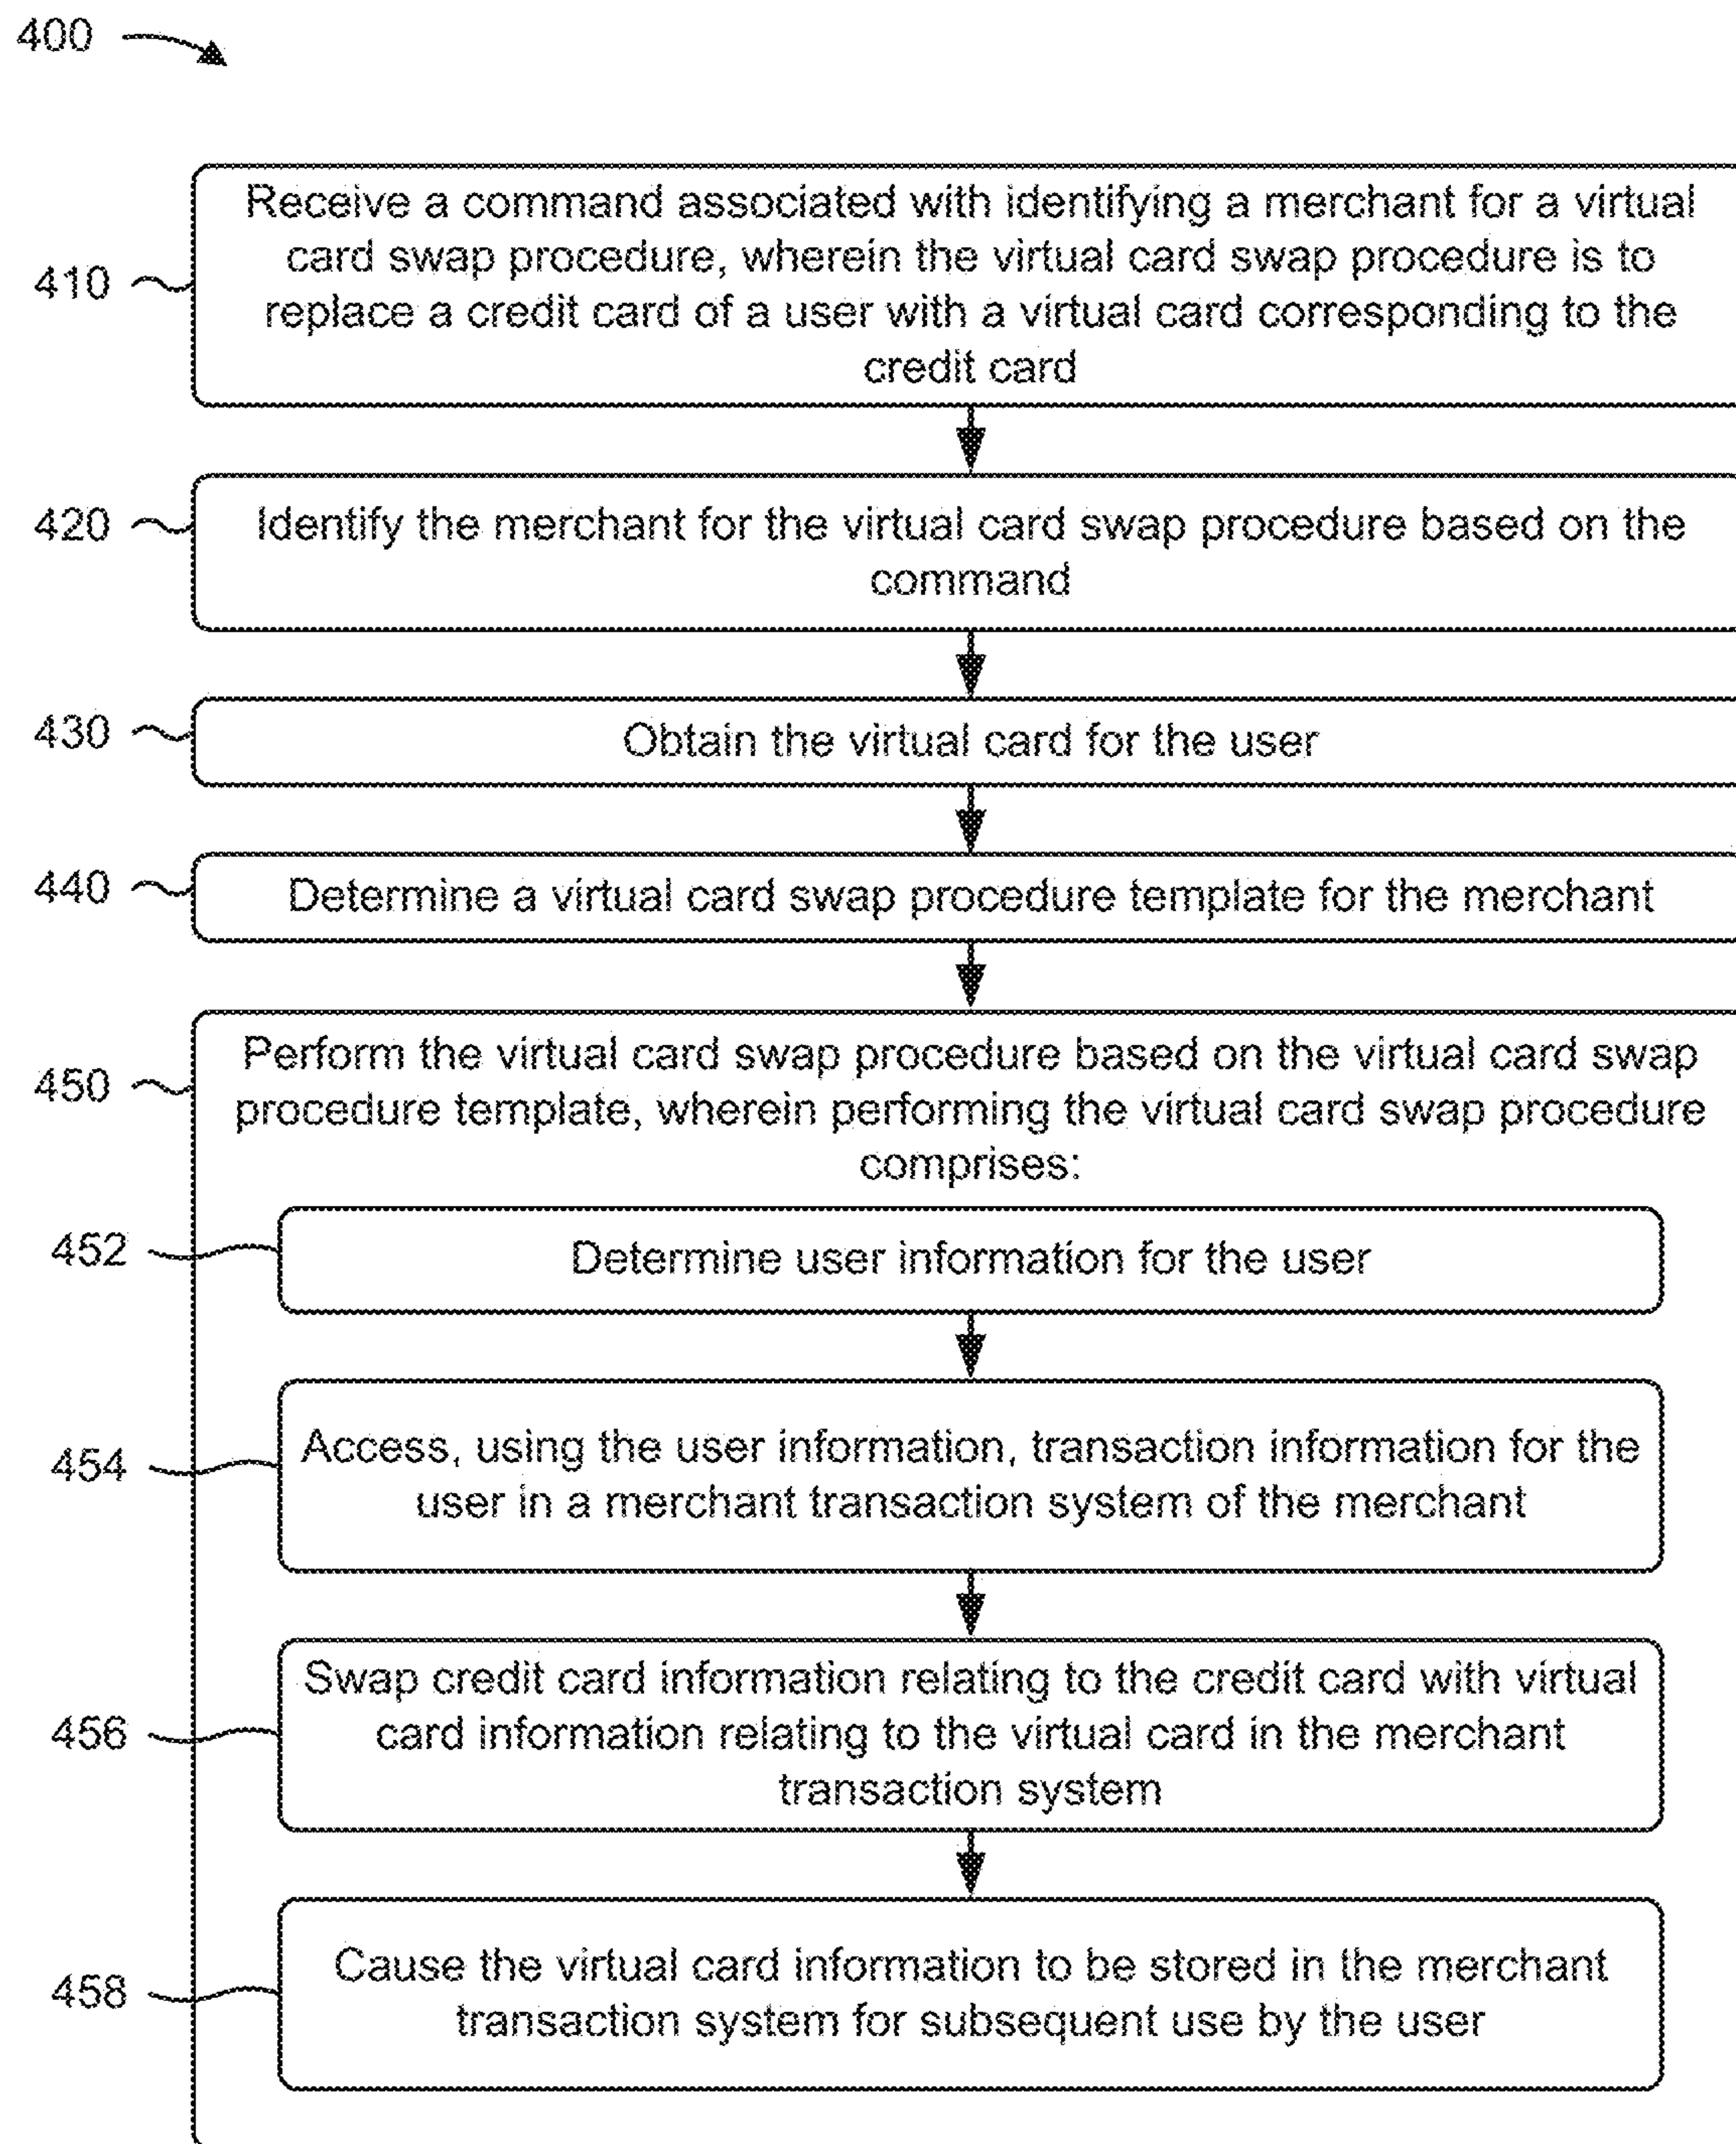 400
Receive a command associated with identifying a merchant for a virtual
card swap procedure, wherein the virtual card swap procedure is to
replace a credit card of a user with a virtual card corresponding to the
credit card
410
Identify the merchant for the virtual card swap procedure based on the
command
420
Obtain the virtual card for the user
430
Determine a virtual card swap procedure template for the merchant
440
Perform the virtual card swap procedure based on the virtual card swap
procedure template, wherein performing the virtual card swap procedure
comprises:
450
Determine user information for the user
452
Access, using the user information, transaction information for the
user in a merchant transaction system of the merchant
454
Swap credit card information relating to the credit card with virtual
card information relating to the virtual card in the merchant
transaction system
456
Cause the virtual card information to be stored in the merchant
transaction system for subsequent use by the user
458